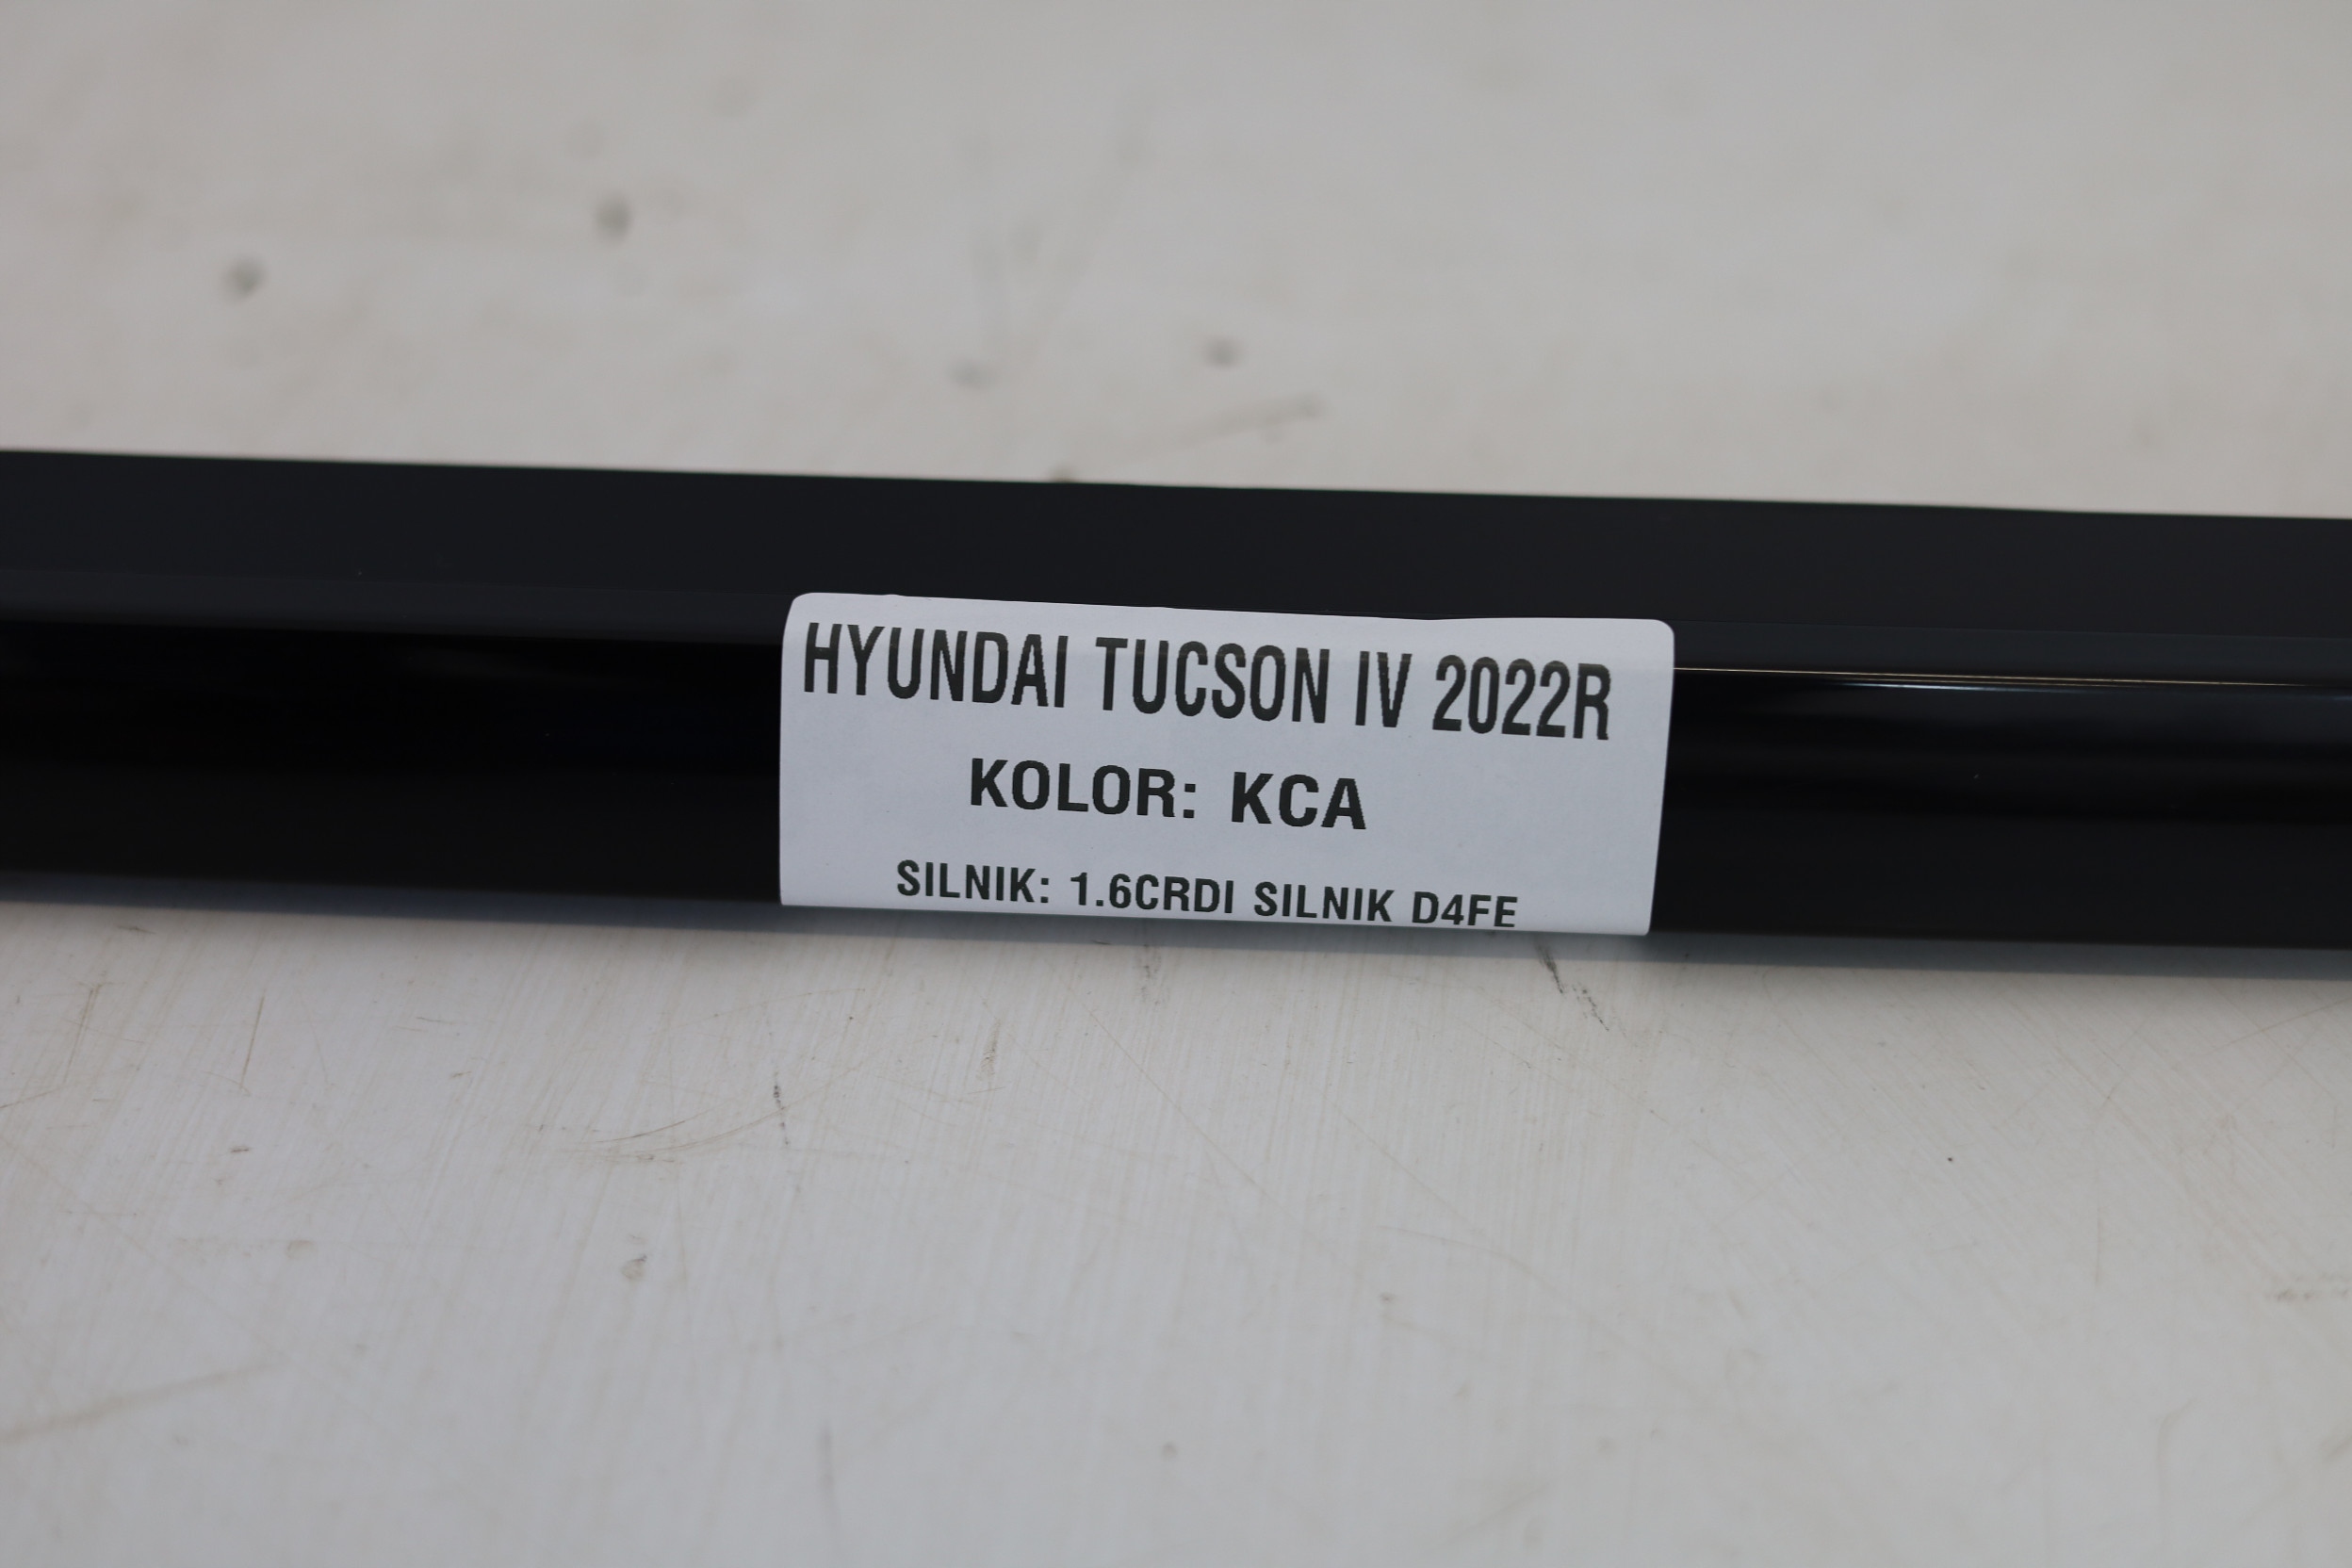 HYUNDAI TUCSON IV 2022R
KOLOR: KCA
SILNIK: 1.6CRDI SILNIK D4FE